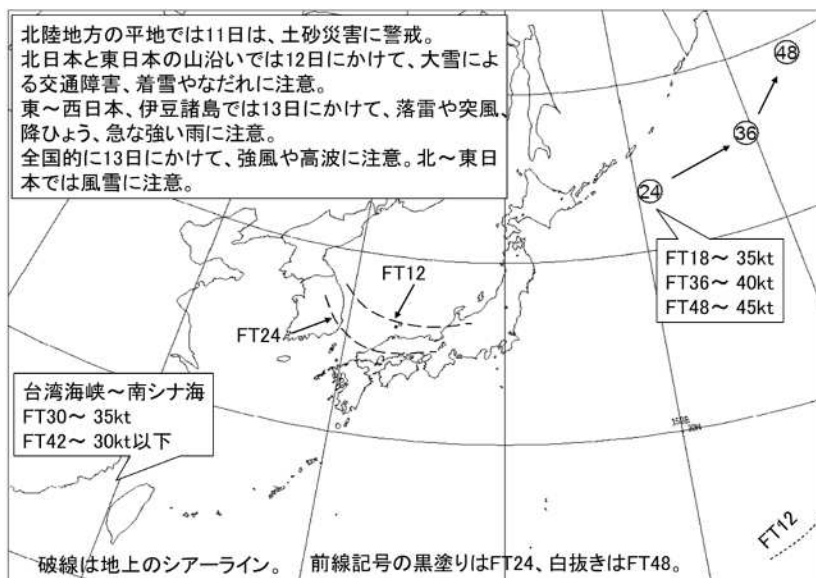 北陸地方の平地では11日は、土砂災害に警戒。
北日本と東日本の山沿いでは12日にかけて、大雪によ
る交通障害、着雪やなだれに注意。
東～西日本、伊豆諸島では13日にかけて、落雷や突風、
降ひょう、急な強い雨に注意。
全国的に13日にかけて、強風や高波に注意。北～東日
本では風雪に注意。
48
36
24
FT18～ 35kt
FT36～ 40kt
FT48～ 45kt
FT12
FT24
台湾海峡～南シナ海
FT30～ 35kt
FT42～ 30kt以下
FT12
破線は地上のシアーライン。 前線記号の黒塗りはFT24、白抜きはFT48。